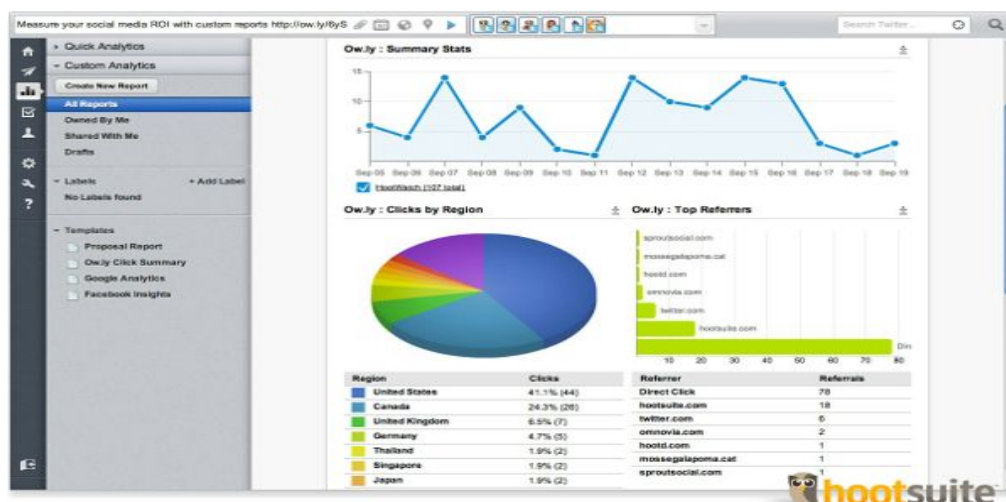 Measure your social media ROI with custom reports http://ow.ly/6yS
Search Twitter...
Quick Analytics
Custom Analytics
Create New Report
All Reports
Owned By Me
Shared With Me
Drafts
Labels
+ Add Label
No Labels found
Templates
Proposal Report
Ow.ly Click Summary
Google Analytics
Facebook Insights
?
Ow.ly : Summary Stats
15
10
5
Sep 05 Sep 06 Sep 07 Sep 08 Sep 09 Sep 10 Sep 11 Sep 12 Sep 13 Sep 14 Sep 15 Sep 16 Sep 17 Sep 18 Sep 19
HootWatch (107 total)
Ow.ly : Clicks by Region
Region Clicks
United States 41.1% (44)
Canada 24.3% (26)
United Kingdom 6.5% (7)
Germany 4.7% (5)
Thailand 1.9% (2)
Singapore 1.9% (2)
Japan 1.9% (2)
Ow.ly : Top Referrers
sproutsocial.com
mossegalapoma.cat
hootd.com
omnovia.com
twitter.com
hootsuite.com
Dir
10 20 30 40 50 60 70 80
Referrer Referrals
Direct Click 78
hootsuite.com 18
twitter.com 6
omnovia.com 2
hootd.com 1
mossegalapoma.cat 1
sproutsocial.com 1
hootsuite